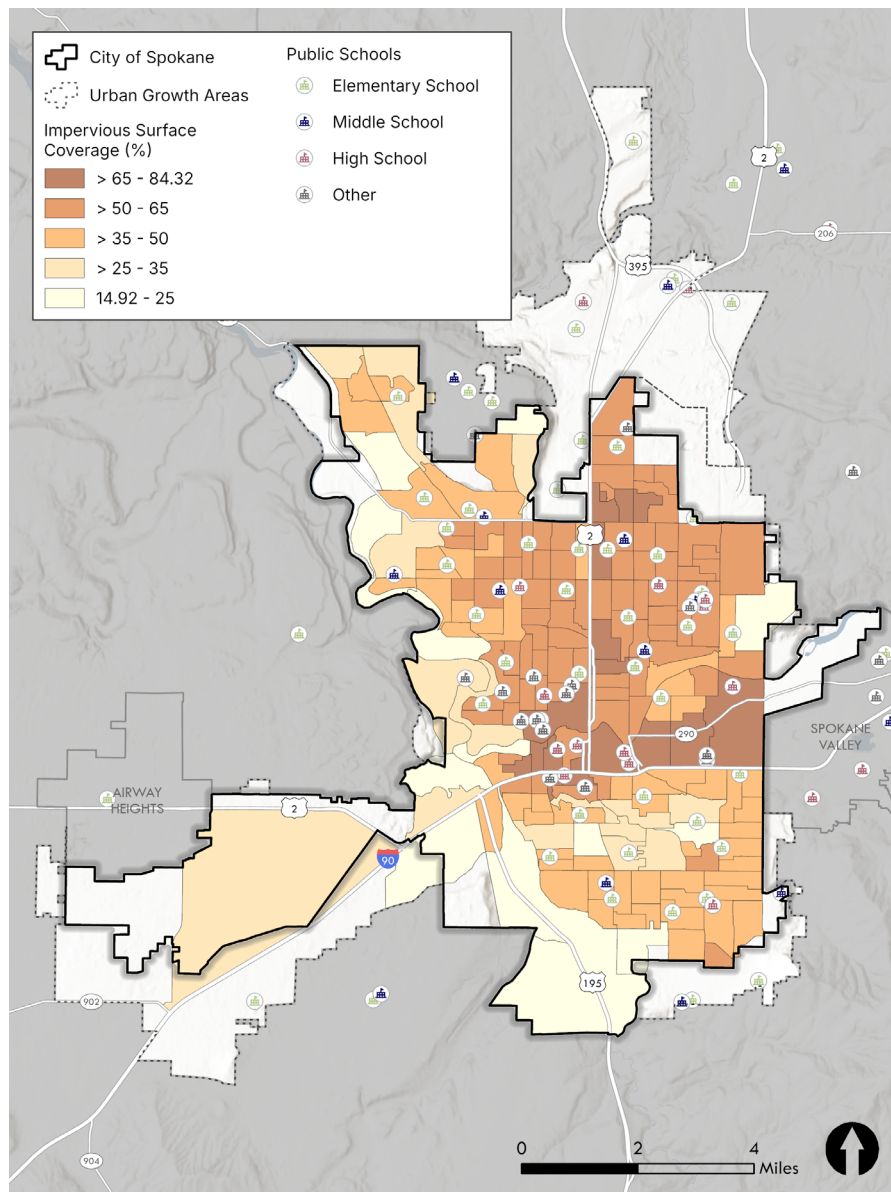 City of Spokane
Urban Growth Areas
Impervious Surface
Coverage (%)
> 65 - 84.32
> 50 - 65
> 35 - 50
> 25 - 35
14.92 - 25
Public Schools
Elementary School
Middle School
High School
Other
2
206
395
2
290
SPOKANE
VALLEY
AIRWAY
HEIGHTS
2
90
195
902
904
0 2 4
Miles